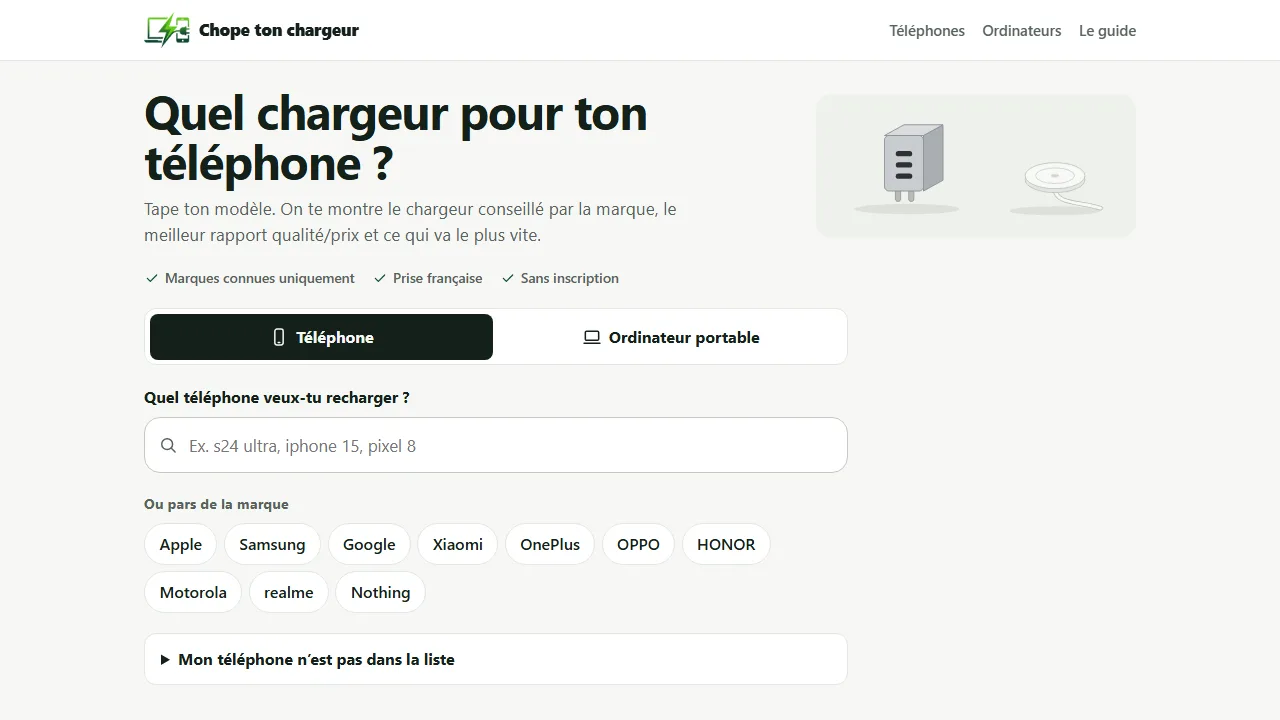 Chope ton chargeur
Téléphones Ordinateurs Le guide
Quel chargeur pour ton
téléphone ?
Tape ton modèle. On te montre le chargeur conseillé par la marque, le
meilleur rapport qualité/prix et ce qui va le plus vite.
Marques connues uniquement Prise française Sans inscription
Téléphone Ordinateur portable
Quel téléphone veux-tu recharger ?
Ex. s24 ultra, iphone 15, pixel 8
Ou pars de la marque
Apple Samsung Google Xiaomi OnePlus OPPO HONOR
Motorola realme Nothing
Mon téléphone n’est pas dans la liste